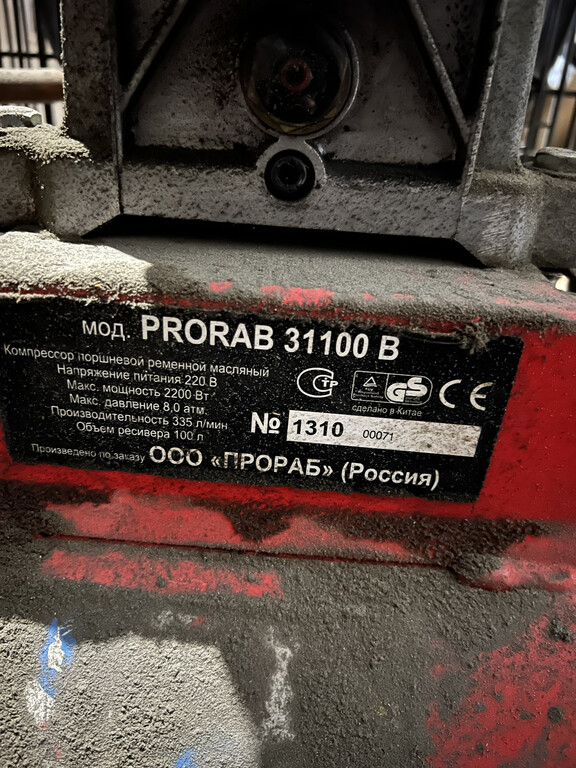 мод. PRORAB 31100 B
Компрессор поршневой ременной масляный
Напряжение питания 220 В
Макс. мощность 2200 Вт
Макс. давление 8,0 атм.
Производительность 335 л/мин
Объем ресивера 100 л
СТР GS CE
сделано в Китае
№ 1310 00071
Произведено по заказу ООО «ПРОРАБ» (Россия)